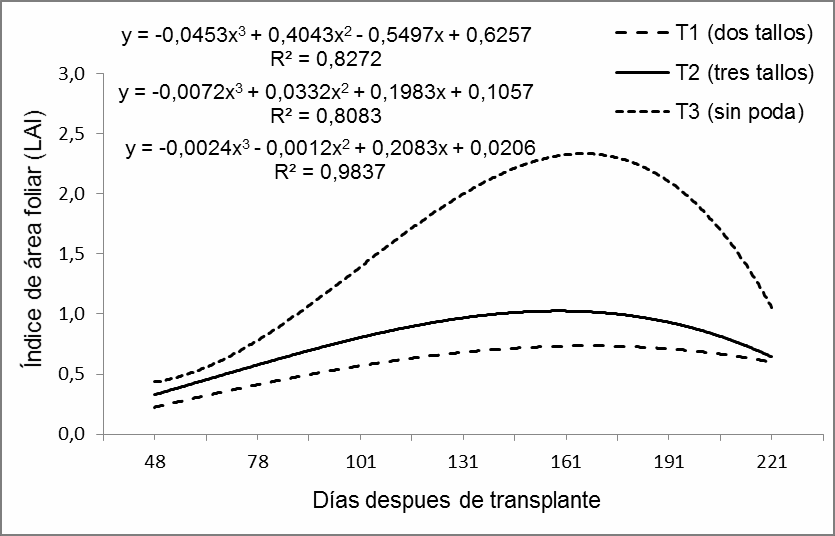 y = -0,0453x³ + 0,4043x² - 0,5497x + 0,6257
R² = 0,8272
y = -0,0072x³ + 0,0332x² + 0,1983x + 0,1057
R² = 0,8083
y = -0,0024x³ - 0,0012x² + 0,2083x + 0,0206
R² = 0,9837
T1 (dos tallos)
T2 (tres tallos)
T3 (sin poda)
Índice de área foliar (LAI)
3,0
2,5
2,0
1,5
1,0
0,5
0,0
48 78 101 131 161 191 221
Días despues de transplante